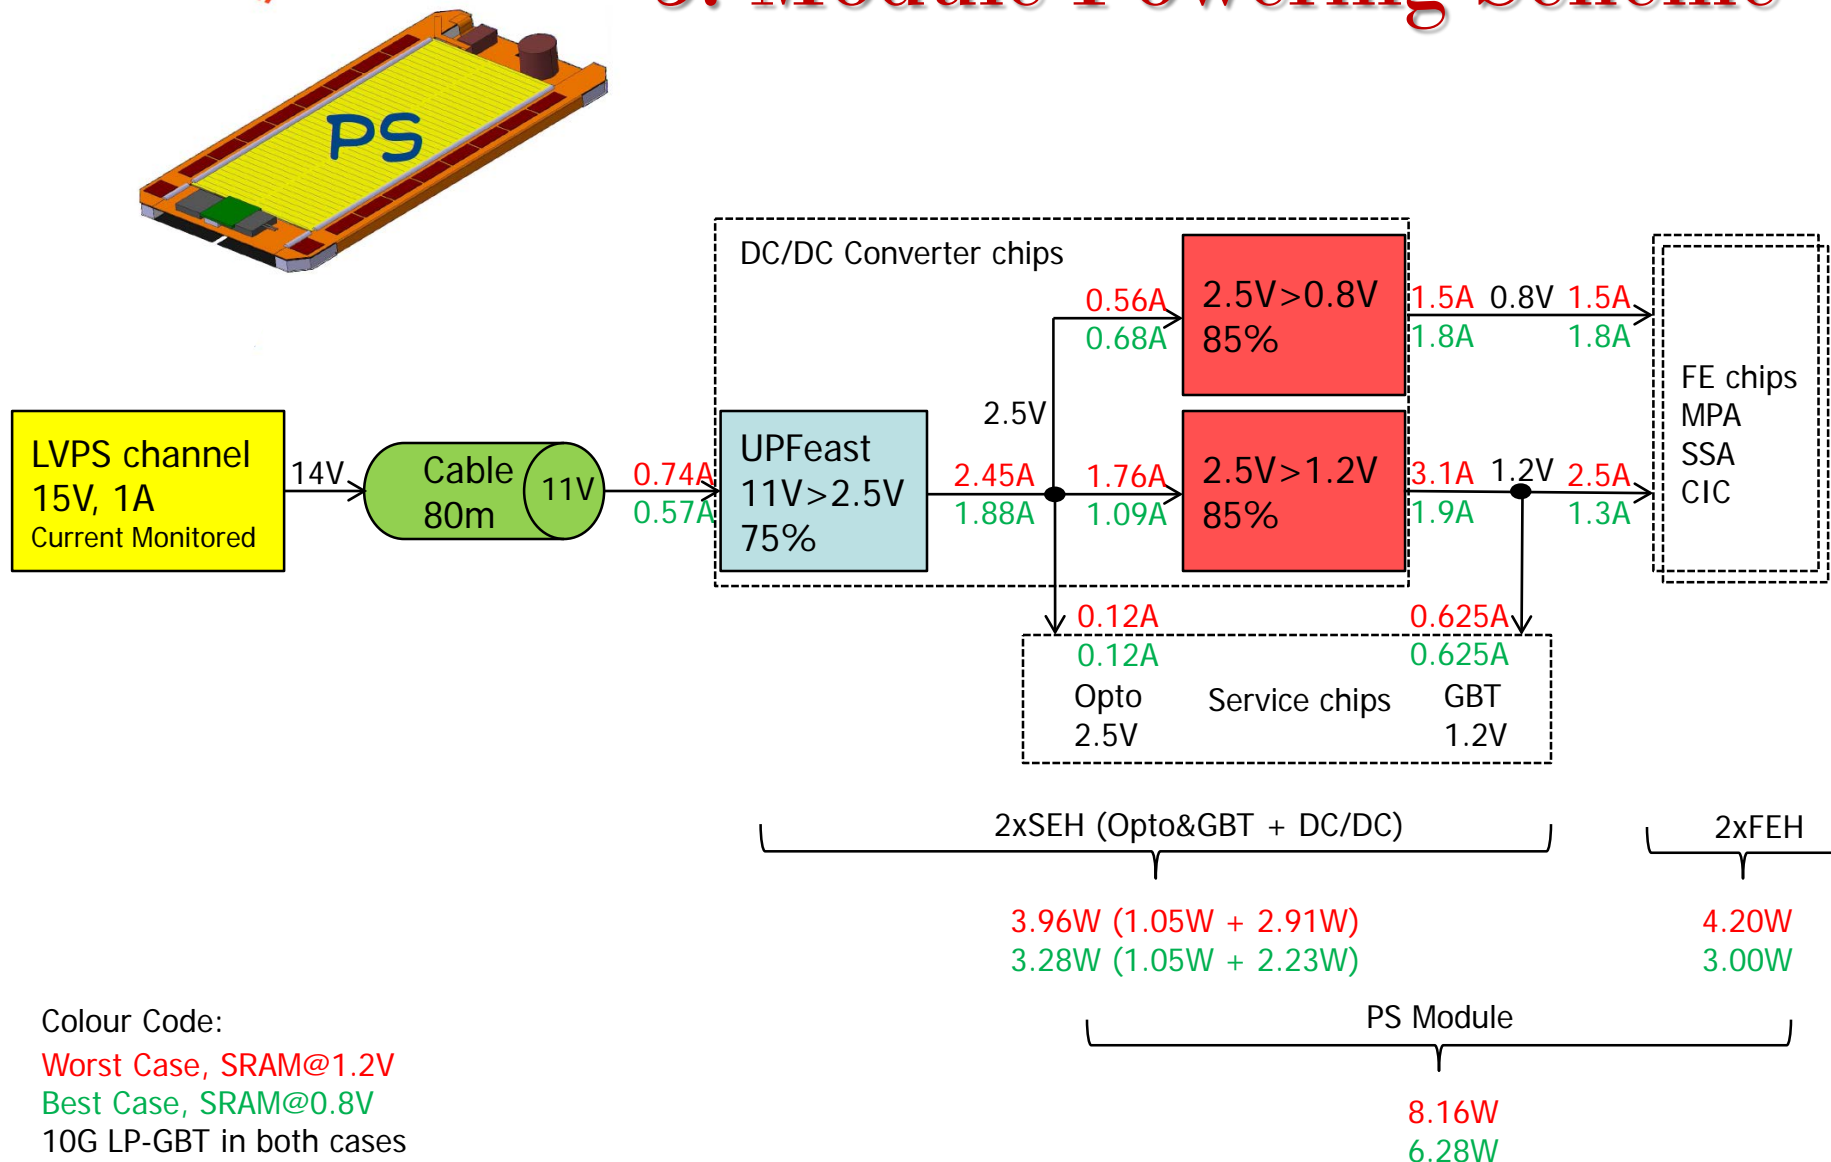 3. Module Powering Scheme
PS
DC/DC Converter chips
0.56A
0.68A
2.5V>0.8V
85%
1.5A 0.8V 1.5A
1.8A 1.8A
2.5V
FE chips
MPA
SSA
CIC
LVPS channel
15V, 1A
Current Monitored
14V
Cable
80m
11V
0.74A
0.57A
UPFeast
11V>2.5V
75%
2.45A
1.88A
1.76A
1.09A
2.5V>1.2V
85%
3.1A 1.2V 2.5A
1.9A 1.3A
0.12A
0.12A
Opto
2.5V
Service chips
0.625A
0.625A
GBT
1.2V
2xSEH (Opto&GBT + DC/DC)
2xFEH
3.96W (1.05W + 2.91W)
3.28W (1.05W + 2.23W)
4.20W
3.00W
PS Module
8.16W
6.28W
Colour Code:
Worst Case, SRAM@1.2V
Best Case, SRAM@0.8V
10G LP-GBT in both cases